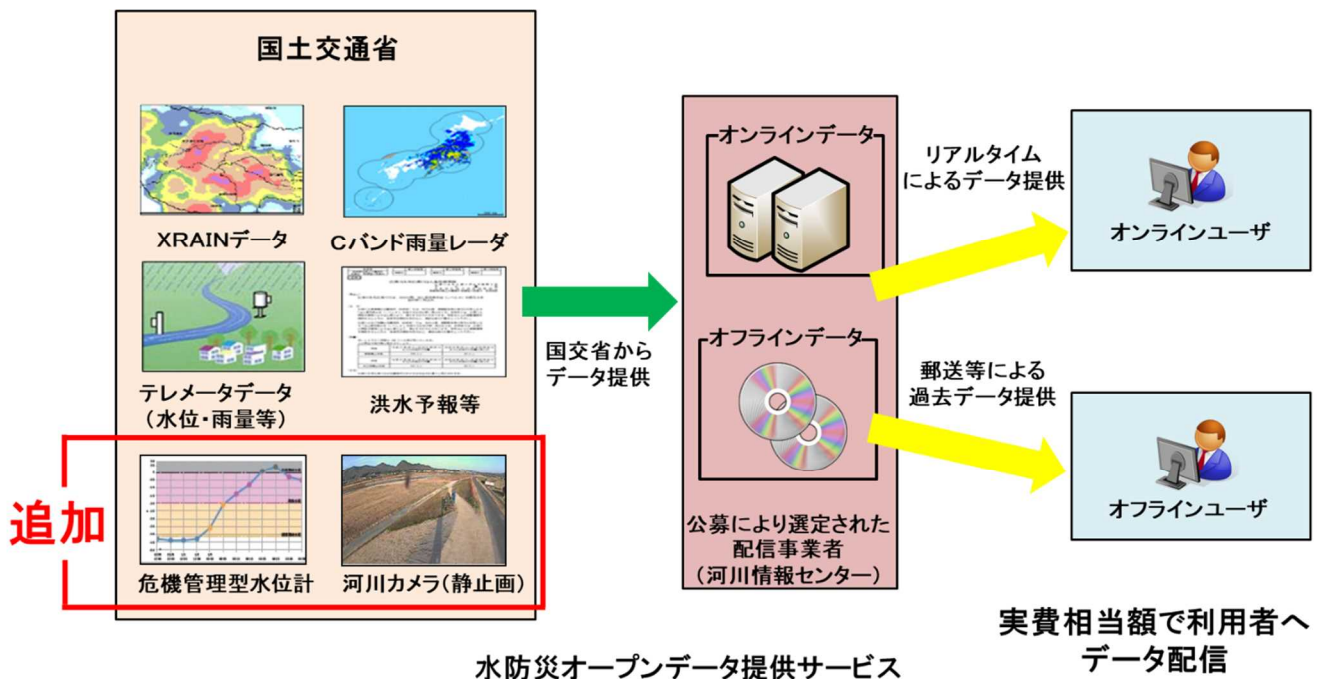 国土交通省
XRAINデータ
Cバンド雨量レーダ
テレメータデータ
（水位・雨量等）
洪水予報等
追加
危機管理型水位計
河川カメラ（静止画）
国交省から
データ提供
オンラインデータ
オフラインデータ
公募により選定された
配信事業者
（河川情報センター）
リアルタイム
によるデータ提供
郵送等による
過去データ提供
オンラインユーザ
オフラインユーザ
実費相当額で利用者へ
データ配信
水防災オープンデータ提供サービス